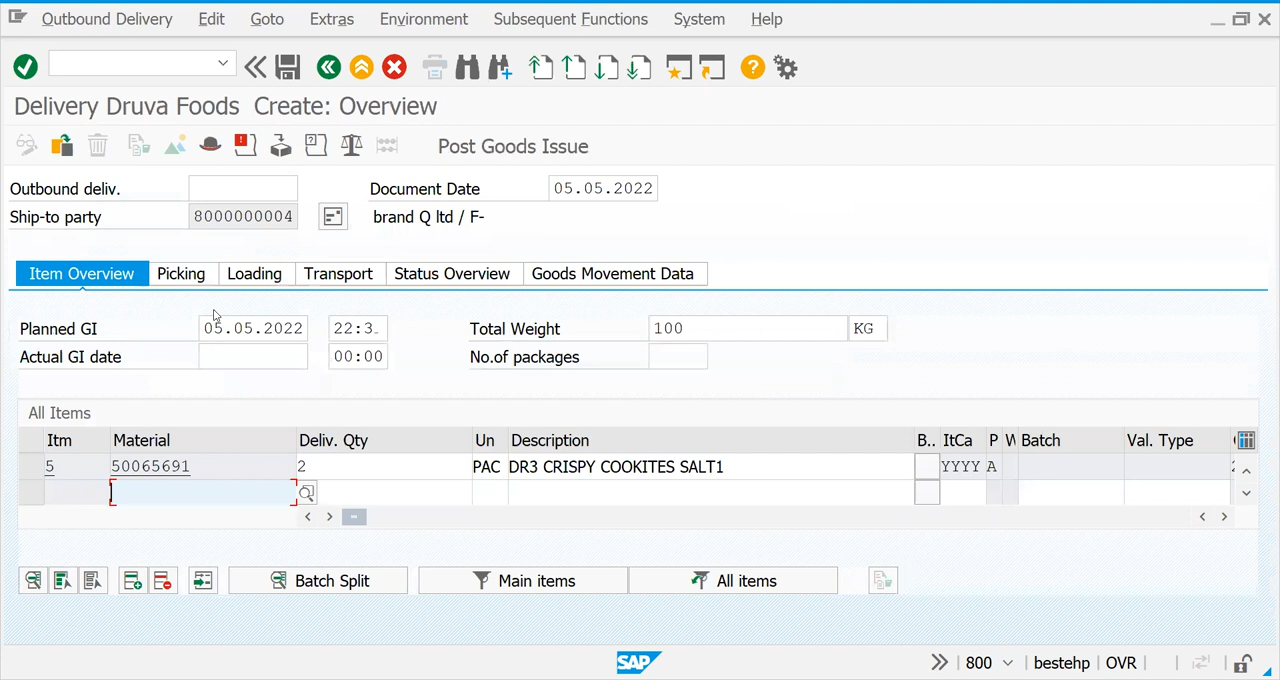 Outbound Delivery Edit Goto Extras Environment Subsequent Functions System Help
Delivery Druva Foods Create: Overview
Post Goods Issue
Outbound deliv. Document Date 05.05.2022
Ship-to party 8000000004 brand Q ltd / F-
Item Overview Picking Loading Transport Status Overview Goods Movement Data
Planned GI 05.05.2022 22:3 Total Weight 100 KG
Actual GI date 00:00 No.of packages
All Items
Itm Material Deliv. Qty Un Description B.. ItCa P W Batch Val. Type
5 50065691 2 PAC DR3 CRISPY COOKITES SALT1 YYYY A
Batch Split Main items All items
SAP 800 bestehp OVR